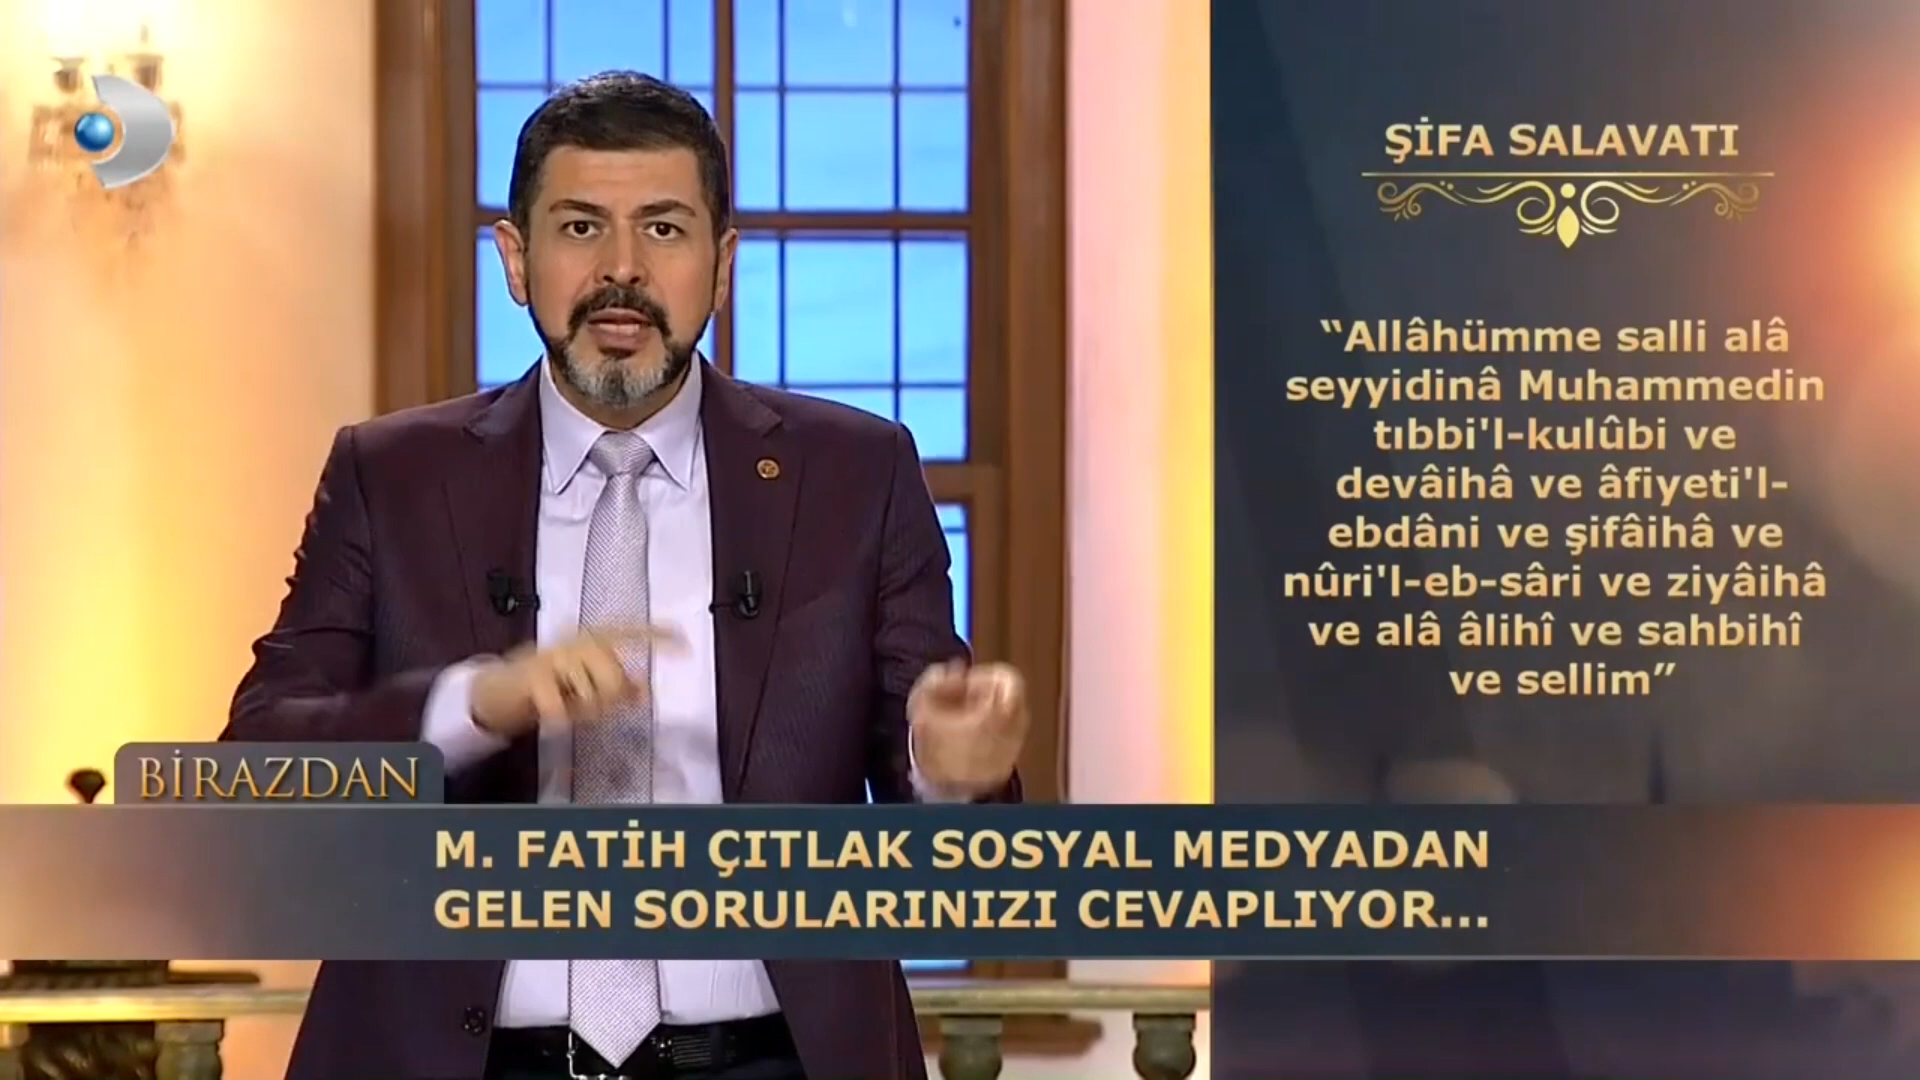 ŞİFA SALAVATI
“Allâhümme salli alâ
seyyidinâ Muhammedin
tıbbi'l-kulûbi ve
devâihâ ve âfiyeti'l-
ebdâni ve şifâihâ ve
nûri'l-eb-sâri ve ziyâihâ
ve alâ âlihî ve sahbihî
ve sellim”
BİRAZDAN
M. FATİH ÇITLAK SOSYAL MEDYADAN
GELEN SORULARINIZI CEVAPLIYOR...